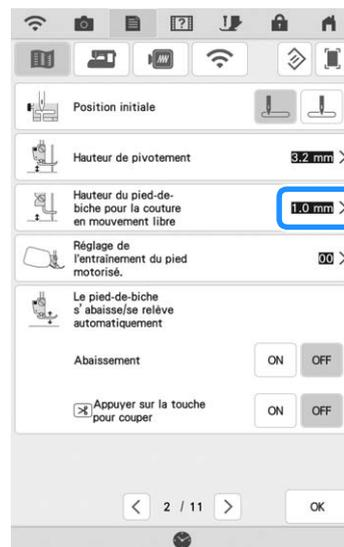 Position initiale
Hauteur de pivotement
3.2 mm
Hauteur du pied-de-
biche pour la couture
en mouvement libre
1.0 mm
Réglage de
l'entraînement du pied
motorisé.
00
Le pied-de-biche
s'abaisse/se relève
automatiquement
Abaissement
ON
OFF
Appuyer sur la touche
pour couper
ON
OFF
2 / 11
OK